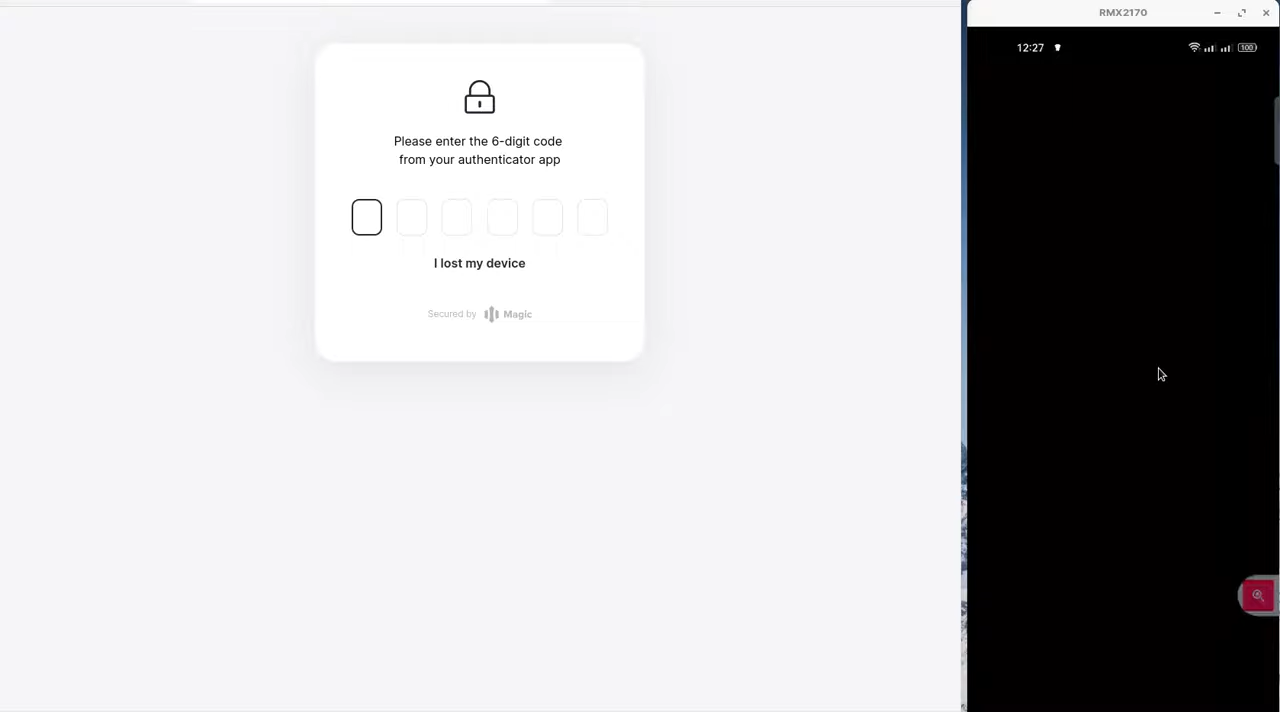 RMX2170
12:27
100
Please enter the 6-digit code
from your authenticator app
I lost my device
Secured by Magic